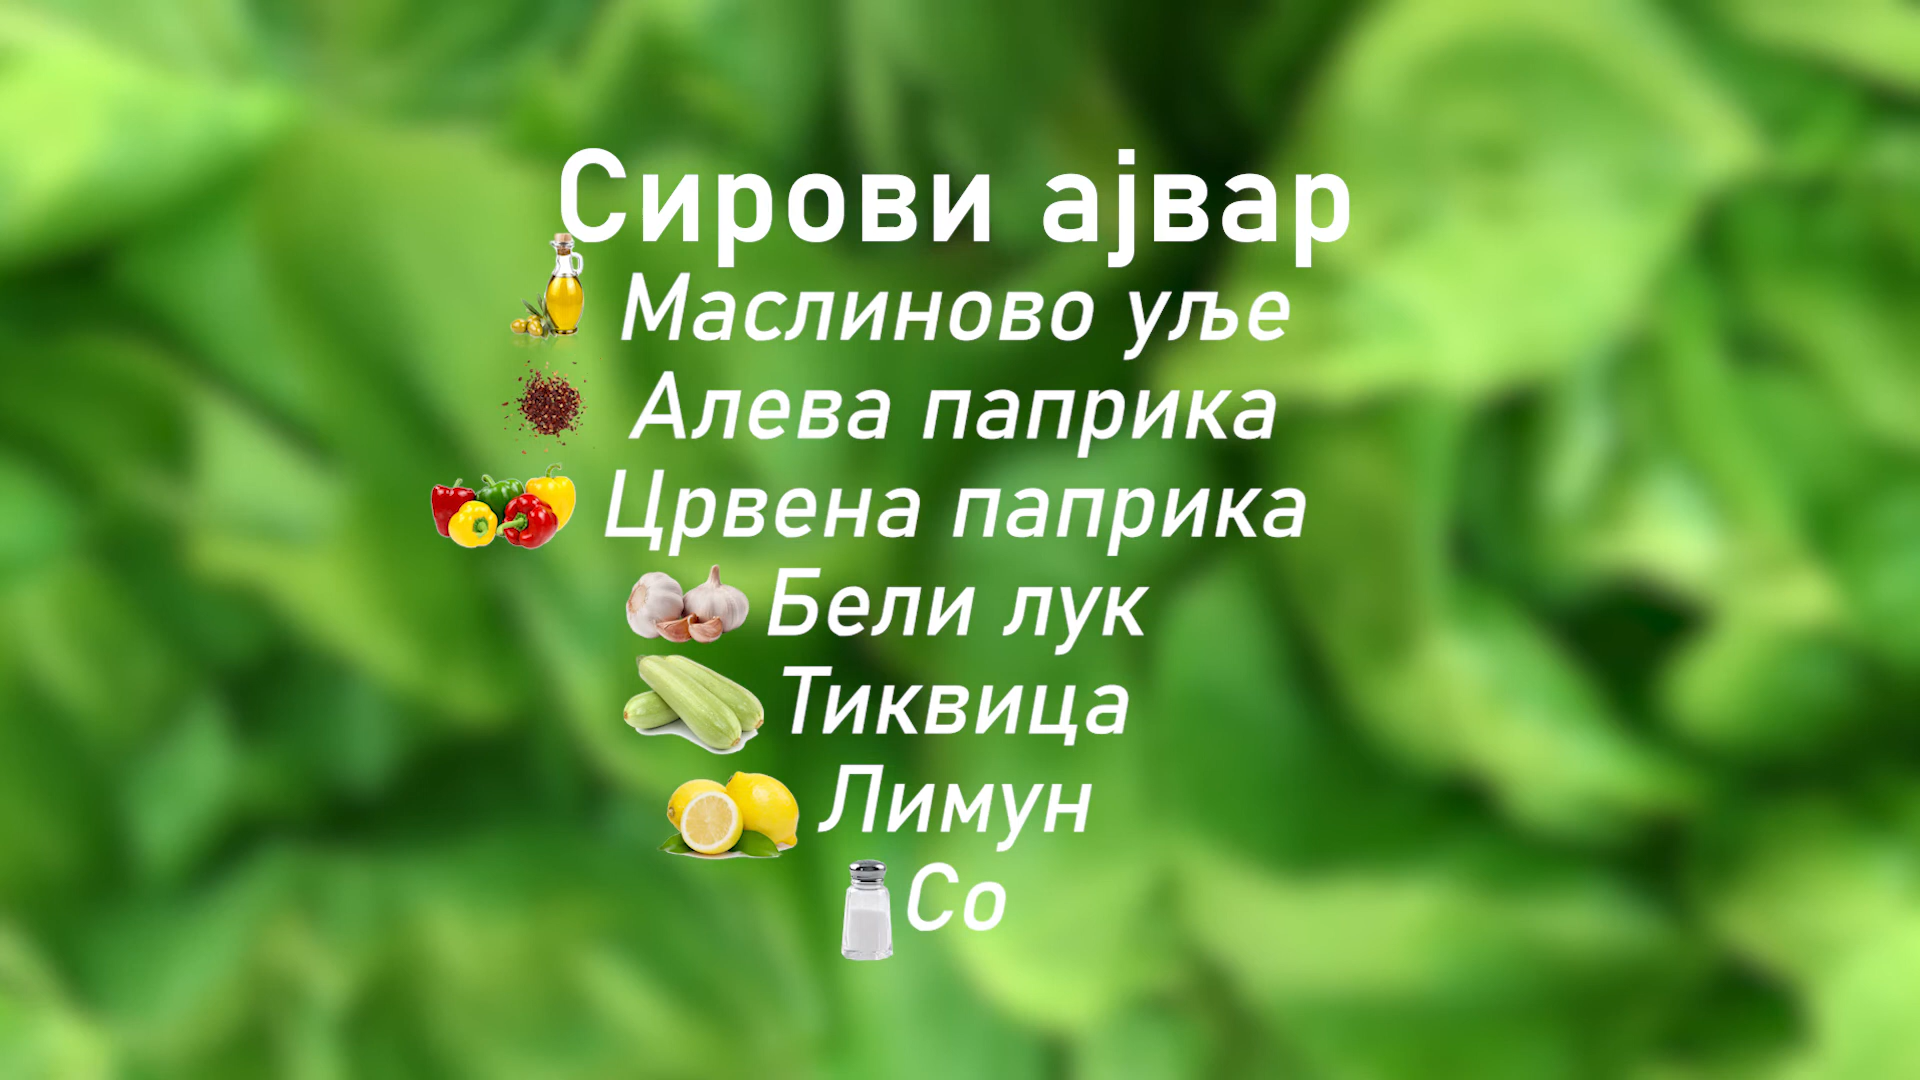 Сирови ајвар
Маслиново уље
Алева паприка
Црвена паприка
Бели лук
Тиквица
Лимун
Со